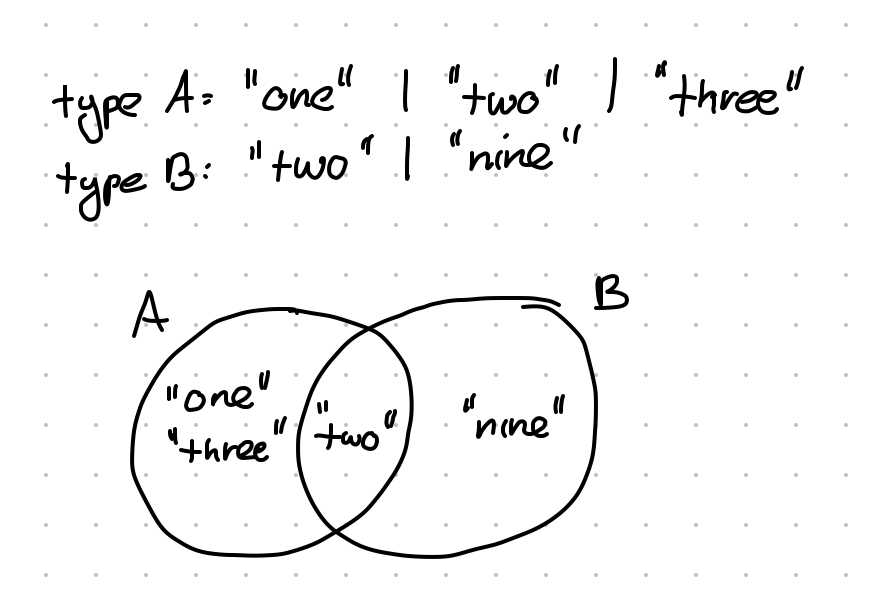 type A= "one" | "two" | "three"
type B: "two" | "nine"
A
B
"one"
"three"
"two"
"nine"